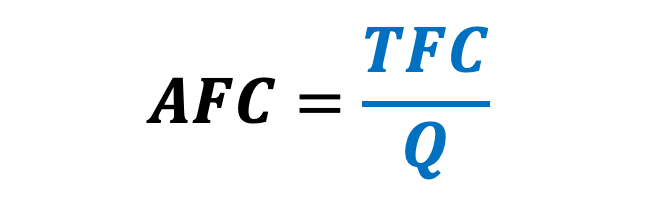 AFC = TFC / Q